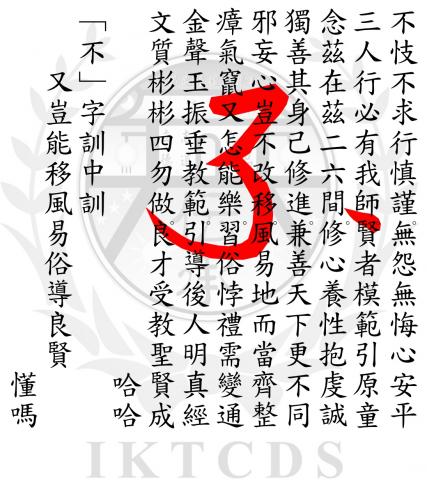 不忮不求行慎謹。無怨無悔心安平
三人行必有我師。賢者模範引原童
念茲在茲二六問。修心養性抱虔誠
獨善其身己修進。兼善天下更不同
邪妄心豈不改移。風易地而當齊整
瘴氣竄又怎能樂。習俗悖禮需變通
金聲玉振垂教範。引導後人明真經
文質彬彬四勿做。良才受教聖賢成
「不」字訓中訓
又豈能移風易俗導良賢
哈哈
懂嗎
IKTCDS